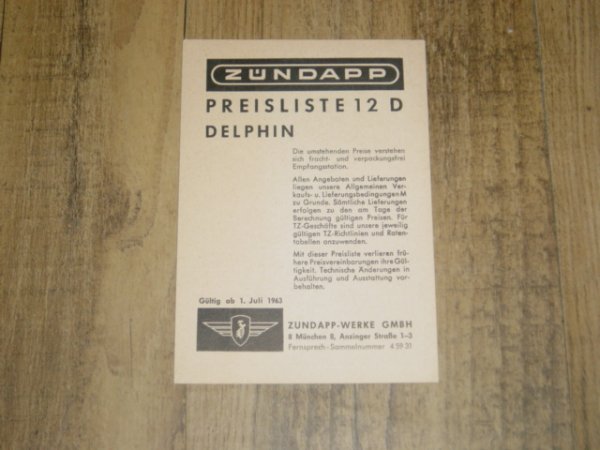 ZÜNDAPP
PREISLISTE 12 D
DELPHIN
Die umstehenden Preise verstehen
sich fracht- und verpackungsfrei
Empfangsstation.
Allen Angeboten und Lieferungen
liegen unsere Allgemeinen Ver-
kaufs- u. Lieferungsbedingungen M
zu Grunde. Sämtliche Lieferungen
erfolgen zu den am Tage der
Berechnung gültigen Preisen. Für
TZ-Geschäfte sind unsere jeweilig
gültigen TZ-Richtlinien und Raten-
tabellen anzuwenden.
Mit dieser Preisliste verlieren frü-
here Preisvereinbarungen ihre Gül-
tigkeit. Technische Änderungen in
Ausführung und Ausstattung vor-
behalten.
Gültig ab 1. Juli 1963
ZUNDAPP-WERKE GMBH
8 München 8, Anzinger Straße 1-3
Fernsprech-Sammelnummer 4 59 31